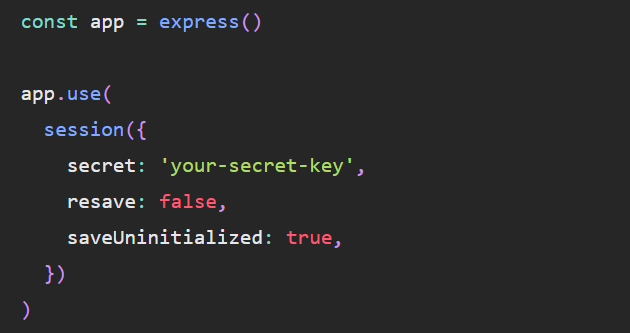 const app = express()
app.use(
session({
secret: 'your-secret-key',
resave: false,
saveUninitialized: true,
})
)